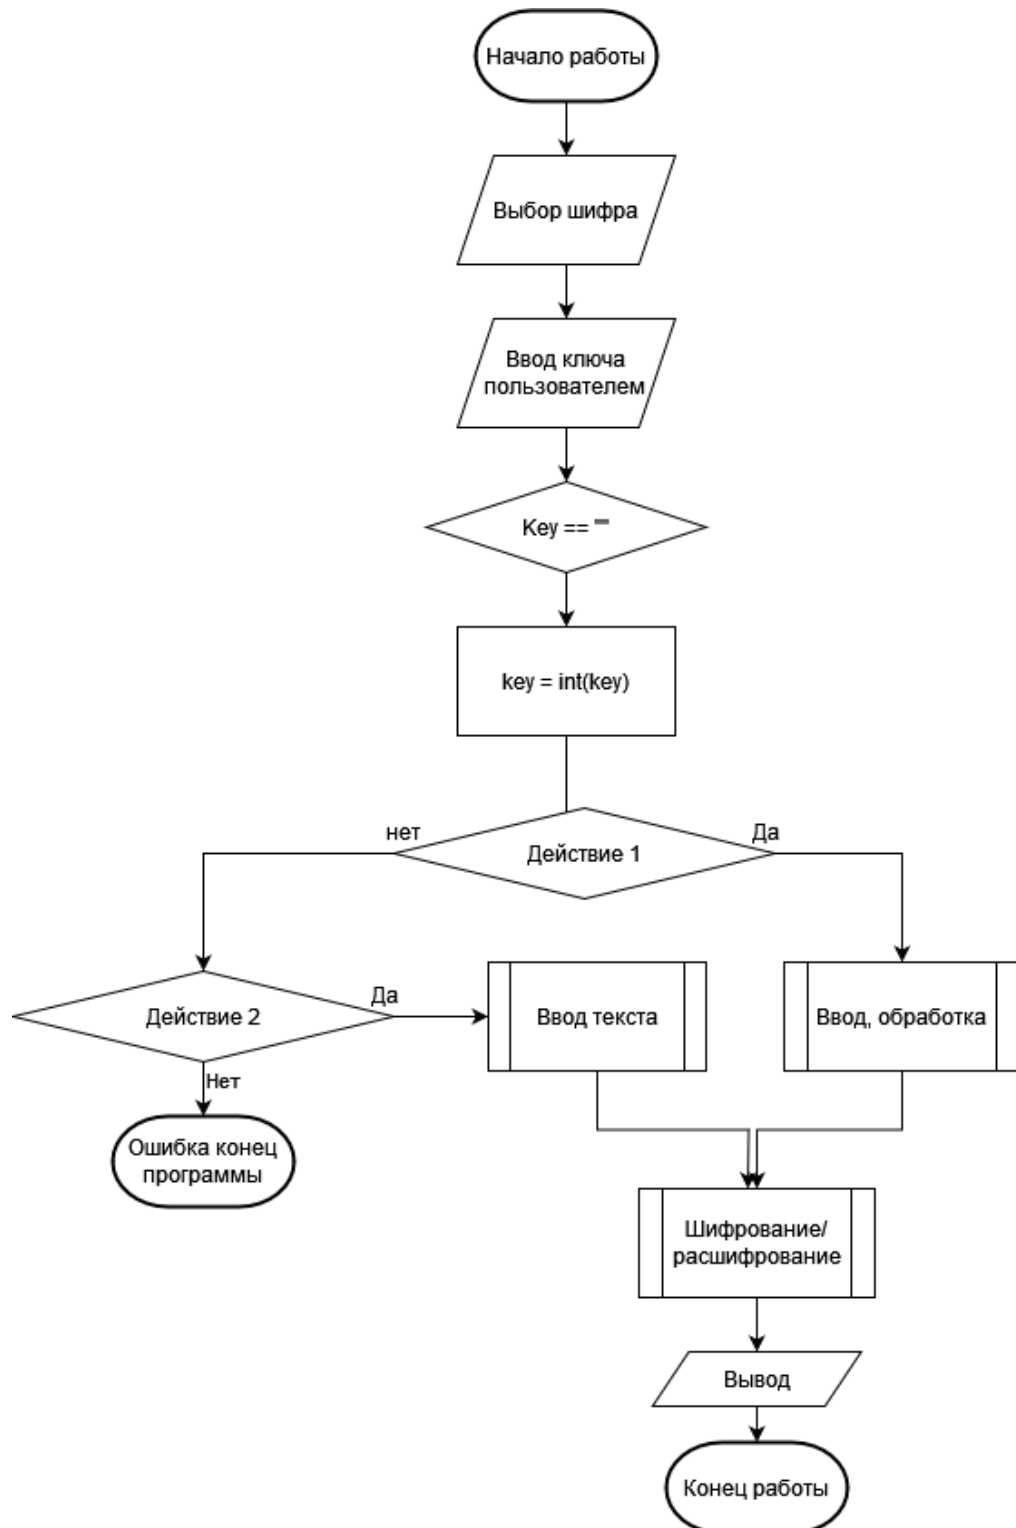 Начало работы
Выбор шифра
Ввод ключа
пользователем
Key == ""
key = int(key)
нет
Да
Действие 1
Действие 2
Да
Ввод текста
Ввод, обработка
Нет
Ошибка конец
программы
Шифрование/
расшифрование
Вывод
Конец работы